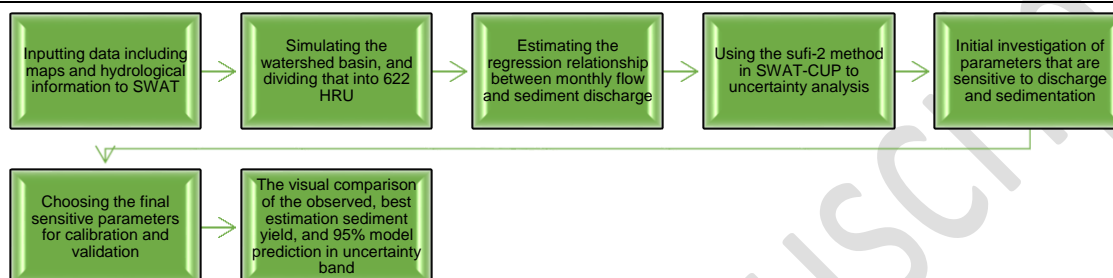 Inputting data including
maps and hydrological
information to SWAT
Simulating the
watershed basin, and
dividing that into 622
HRU
Estimating the
regression relationship
between monthly flow
and sediment discharge
Using the sufi-2 method
in SWAT-CUP to
uncertainty analysis
Initial investigation of
parameters that are
sensitive to discharge
and sedimentation
Choosing the final
sensitive parameters
for calibration and
validation
The visual comparison
of the observed, best
estimation sediment
yield, and 95% model
prediction in uncertainty
band